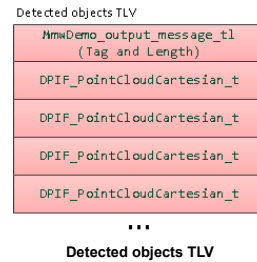 Detected objects TLV
MmwDemo_output_message_tl
(Tag and Length)
DPIF_PointCloudCartesian_t
DPIF_PointCloudCartesian_t
DPIF_PointCloudCartesian_t
DPIF_PointCloudCartesian_t
...
Detected objects TLV